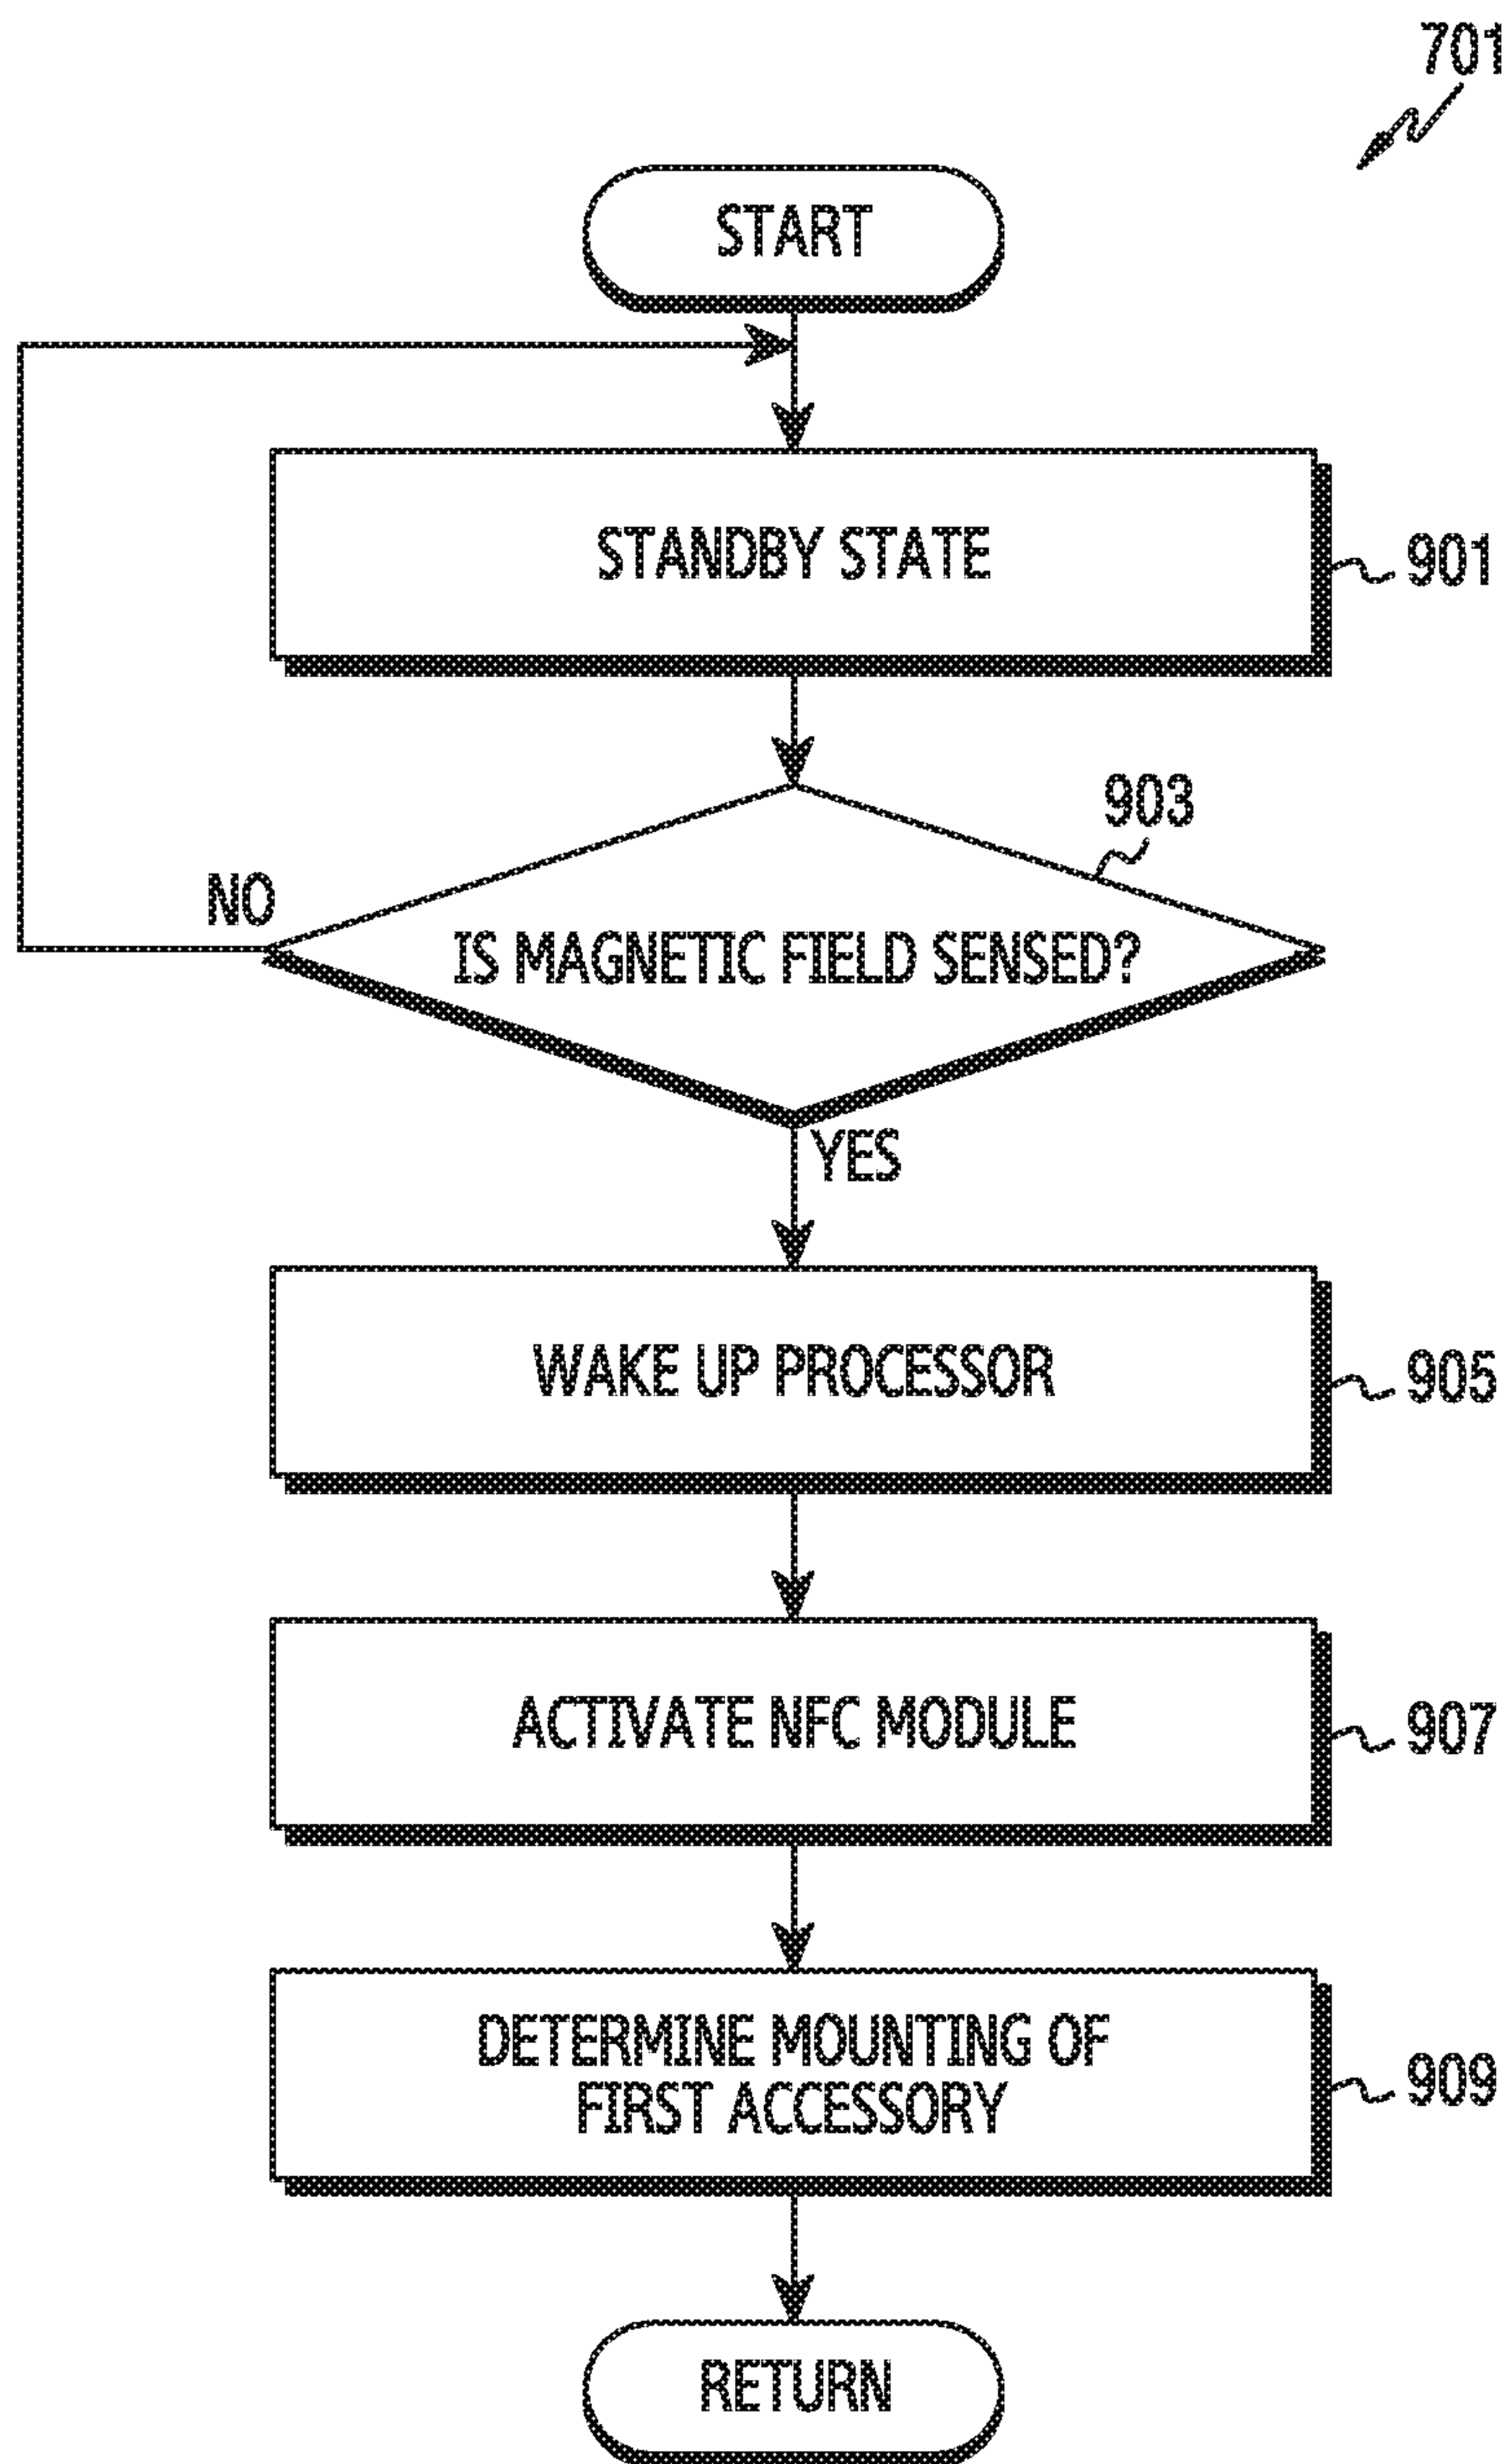 701
START
STANDBY STATE
901
903
NO
IS MAGNETIC FIELD SENSED?
YES
WAKE UP PROCESSOR
905
ACTIVATE NFC MODULE
907
DETERMINE MOUNTING OF
FIRST ACCESSORY
909
RETURN